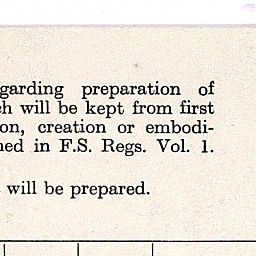 garding preparation of
ch will be kept from first
on, creation or embodi-
ned in F.S. Regs. Vol. 1.
will be prepared.